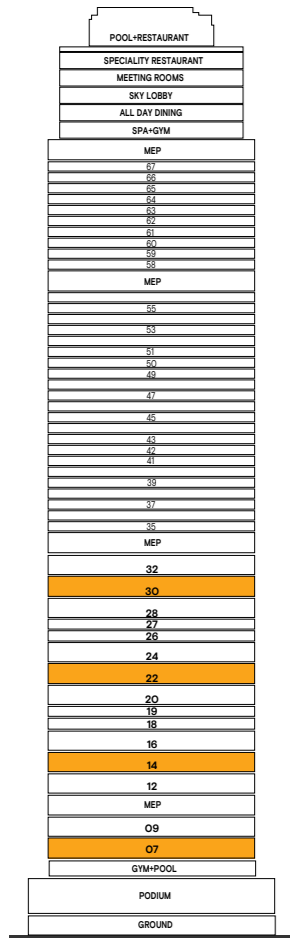 POOL+RESTAURANT
SPECIALITY RESTAURANT
MEETING ROOMS
SKY LOBBY
ALL DAY DINING
SPA+GYM
MEP
67
66
65
64
63
62
61
60
59
58
MEP
55
53
51
50
49
47
45
43
42
41
39
37
35
MEP
32
30
28
27
26
24
22
20
19
18
16
14
12
MEP
09
07
GYM+POOL
PODIUM
GROUND